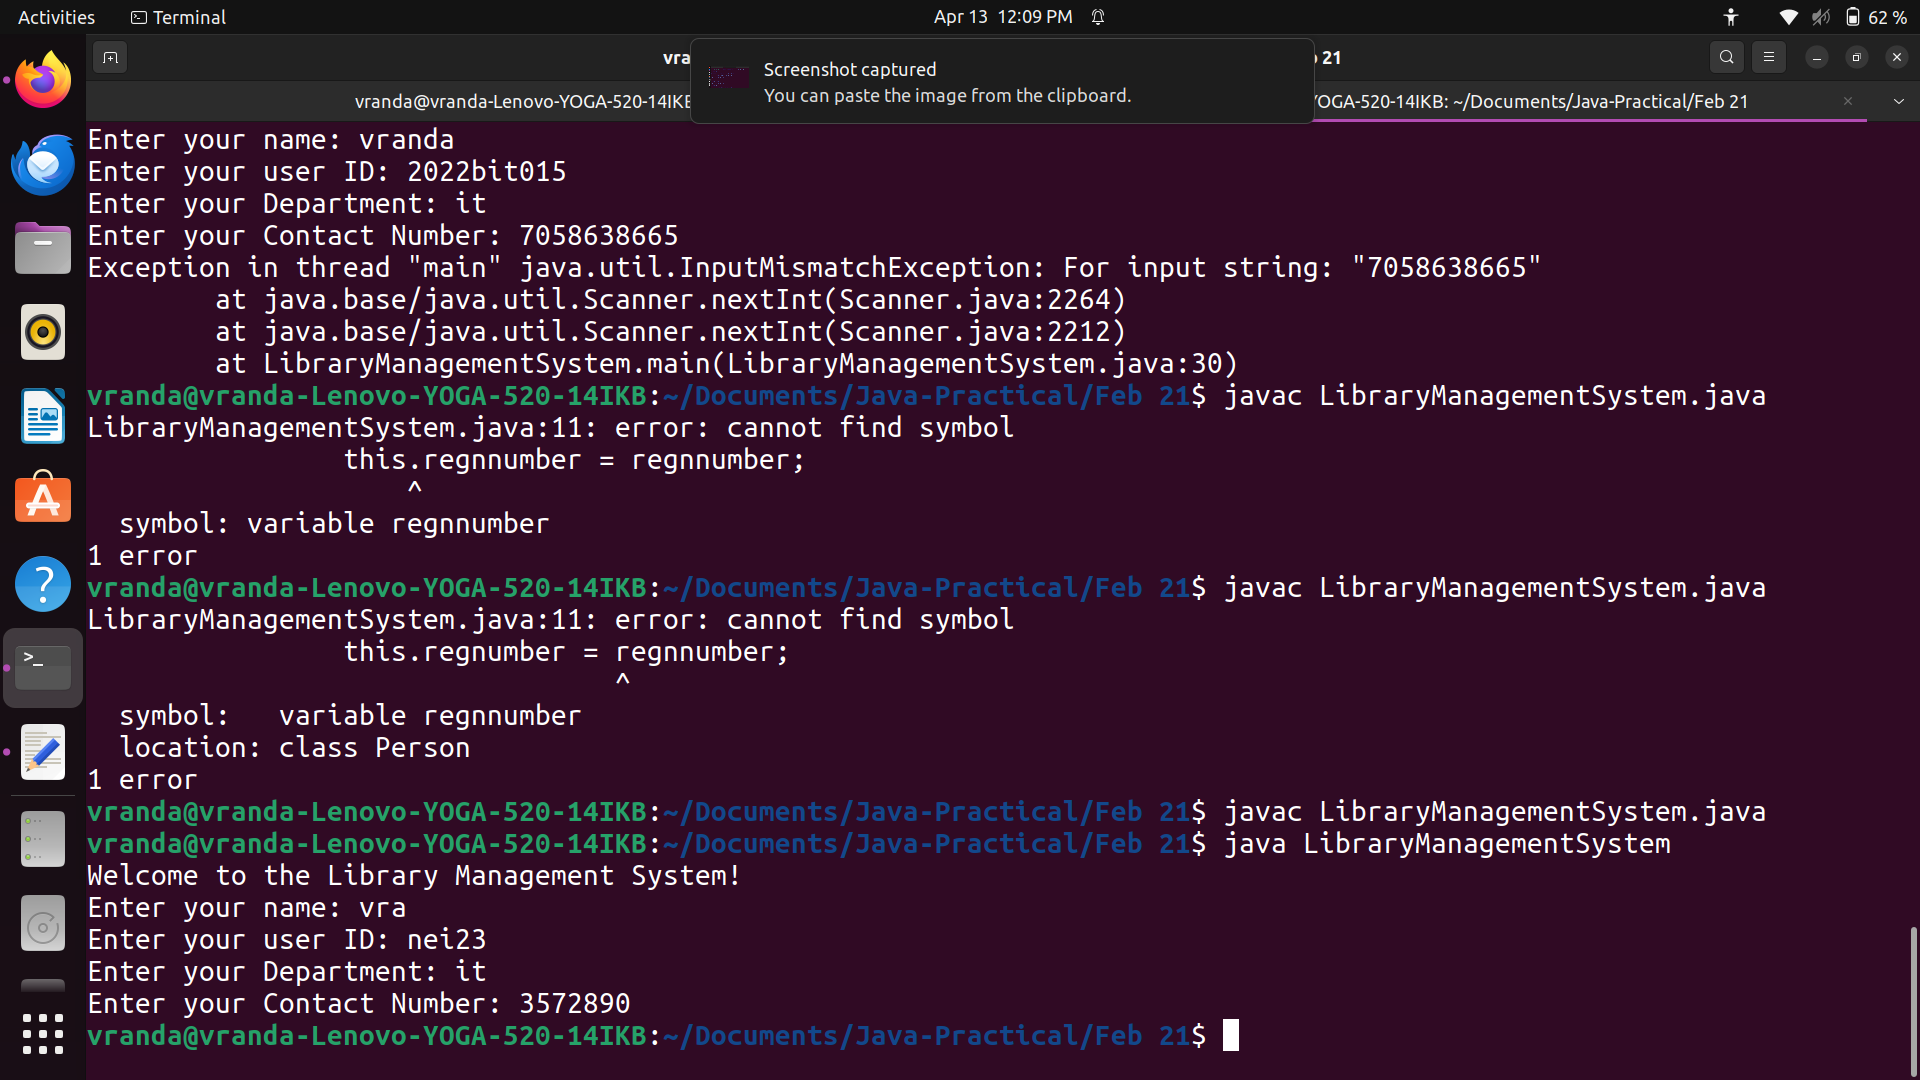 Activities
Terminal
Apr 13 12:09 PM
62 %
vra
21
Screenshot captured
You can paste the image from the clipboard.
vranda@vranda-Lenovo-YOGA-520-14IKB
YOGA-520-14IKB: ~/Documents/Java-Practical/Feb 21
Enter your name: vranda
Enter your user ID: 2022bit015
Enter your Department: it
Enter your Contact Number: 7058638665
Exception in thread "main" java.util.InputMismatchException: For input string: "7058638665"
        at java.base/java.util.Scanner.nextInt(Scanner.java:2264)
        at java.base/java.util.Scanner.nextInt(Scanner.java:2212)
        at LibraryManagementSystem.main(LibraryManagementSystem.java:30)
vranda@vranda-Lenovo-YOGA-520-14IKB:~/Documents/Java-Practical/Feb 21$ javac LibraryManagementSystem.java
LibraryManagementSystem.java:11: error: cannot find symbol
                this.regnnumber = regnnumber;
                    ^
  symbol: variable regnnumber
1 error
vranda@vranda-Lenovo-YOGA-520-14IKB:~/Documents/Java-Practical/Feb 21$ javac LibraryManagementSystem.java
LibraryManagementSystem.java:11: error: cannot find symbol
                this.regnumber = regnnumber;
                                 ^
  symbol:   variable regnnumber
  location: class Person
1 error
vranda@vranda-Lenovo-YOGA-520-14IKB:~/Documents/Java-Practical/Feb 21$ javac LibraryManagementSystem.java
vranda@vranda-Lenovo-YOGA-520-14IKB:~/Documents/Java-Practical/Feb 21$ java LibraryManagementSystem
Welcome to the Library Management System!
Enter your name: vra
Enter your user ID: nei23
Enter your Department: it
Enter your Contact Number: 3572890
vranda@vranda-Lenovo-YOGA-520-14IKB:~/Documents/Java-Practical/Feb 21$